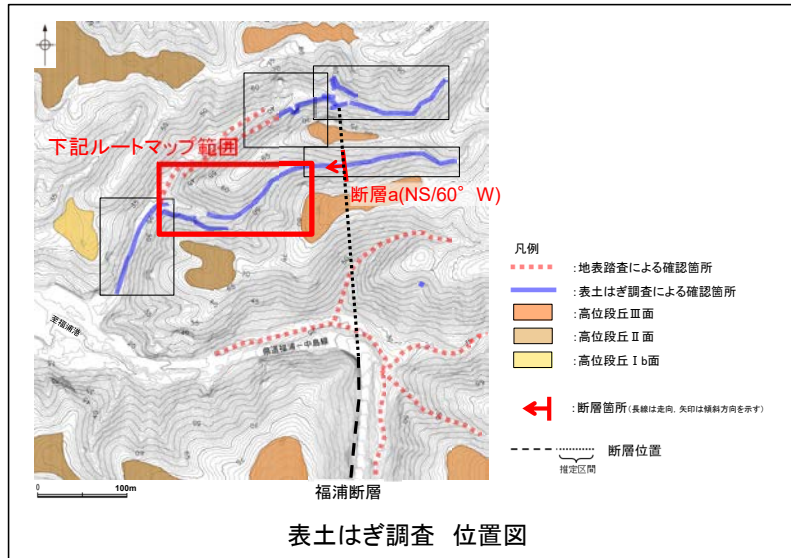 下記ルートマップ範囲
断層a(NS/60°W)
至福浦港
県道福浦ー中島線
0
100m
福浦断層
凡例
:地表踏査による確認箇所
:表土はぎ調査による確認箇所
:高位段丘Ⅲ面
:高位段丘Ⅱ面
:高位段丘Ⅰb面
:断層箇所(長線は走向,矢印は傾斜方向を示す)
断層位置
推定区間
表土はぎ調査 位置図